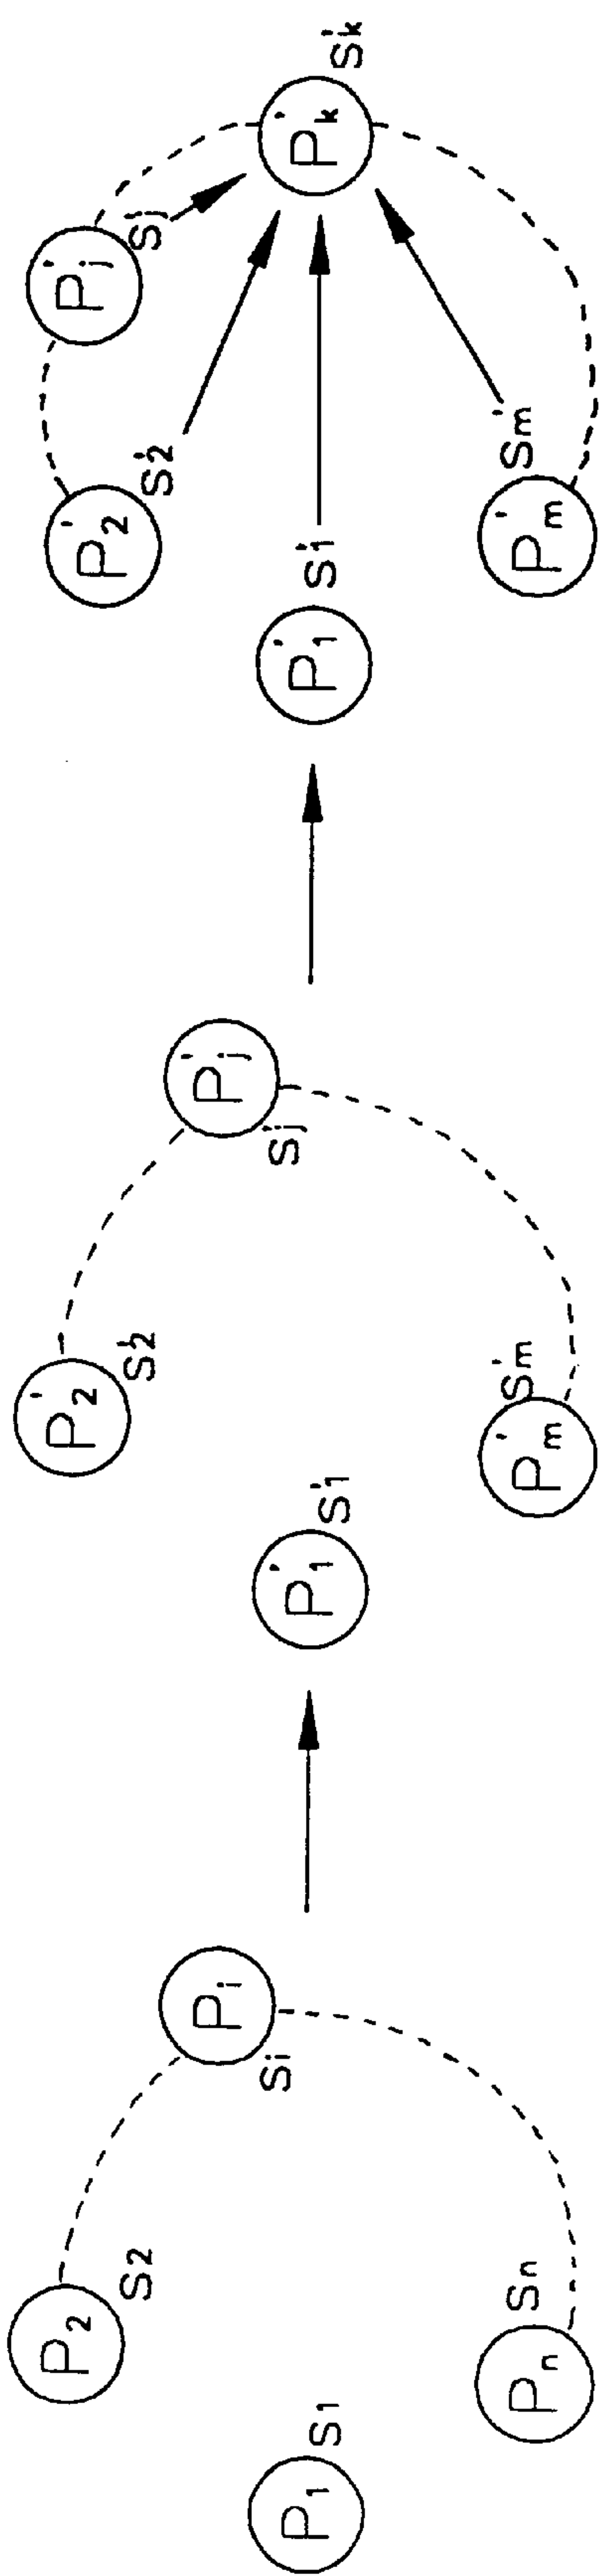 P1 S1
P2 S2
Pi Si
Pn Sn
P'1 S'1
P'2 S'2
P'j S'j
P'm S'm
P'1 S'1
P'2 S'2
P'j S'j
P'k S'k
P'm S'm